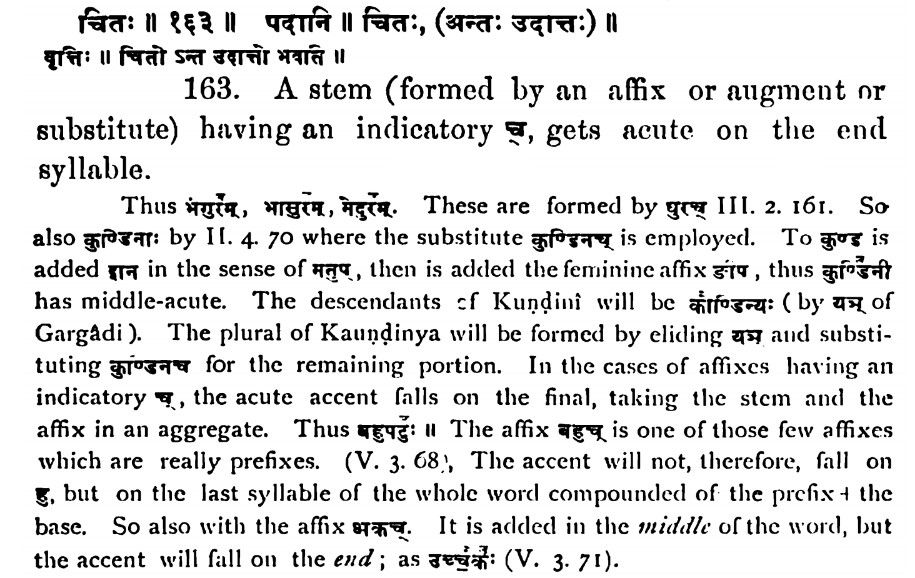 चितः ॥ १६३ ॥ पदानि ॥ चितः, (अन्तः उदात्तः) ॥
वृत्तिः ॥ चितो ऽन्त उदात्तो भवति ॥
163. A stem (formed by an affix or augment or
substitute) having an indicatory च्, gets acute on the end
syllable.
Thus भंगुरम्, भासुरम्, मेदुरम्. These are formed by घुरच् III. 2. 161. So
also कुण्डिनाः by II. 4. 70 where the substitute कुण्डिनच् is employed. To कुण्ड is
added इनि in the sense of मतुप्, then is added the feminine affix ङीप, thus कुण्डिनी
has middle-acute. The descendants of Kuṇḍinî will be कौण्डिन्यः (by यञ् of
Gargâdi). The plural of Kauṇḍinya will be formed by eliding यञ and substi-
tuting कुण्डिनच for the remaining portion. In the cases of affixes having an
indicatory च्, the acute accent falls on the final, taking the stem and the
affix in an aggregate. Thus बहुपटुः ॥ The affix बहुच् is one of those few affixes
which are really prefixes. (V. 3. 68), The accent will not, therefore, fall on
हु, but on the last syllable of the whole word compounded of the prefix + the
base. So also with the affix अकच्. It is added in the middle of the word, but
the accent will fall on the end; as उच्चकैः (V. 3. 71).